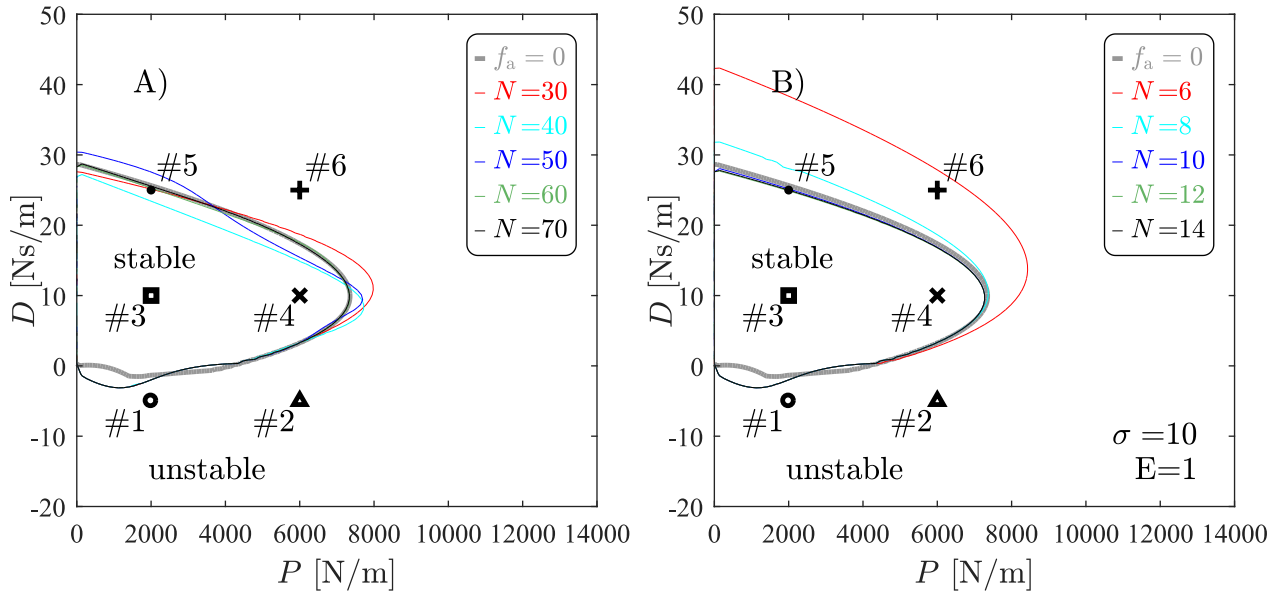 A)
f_a = 0
N=30
N=40
N=50
N=60
N=70
#5
#6
stable
#3
#4
#1
#2
unstable
50
40
30
20
10
0
-10
-20
D [Ns/m]
0
2000
4000
6000
8000
10000
12000
14000
P [N/m]
B)
f_a = 0
N=6
N=8
N=10
N=12
N=14
#5
#6
stable
#3
#4
#1
#2
unstable
σ =10
E=1
50
40
30
20
10
0
-10
-20
D [Ns/m]
0
2000
4000
6000
8000
10000
12000
14000
P [N/m]